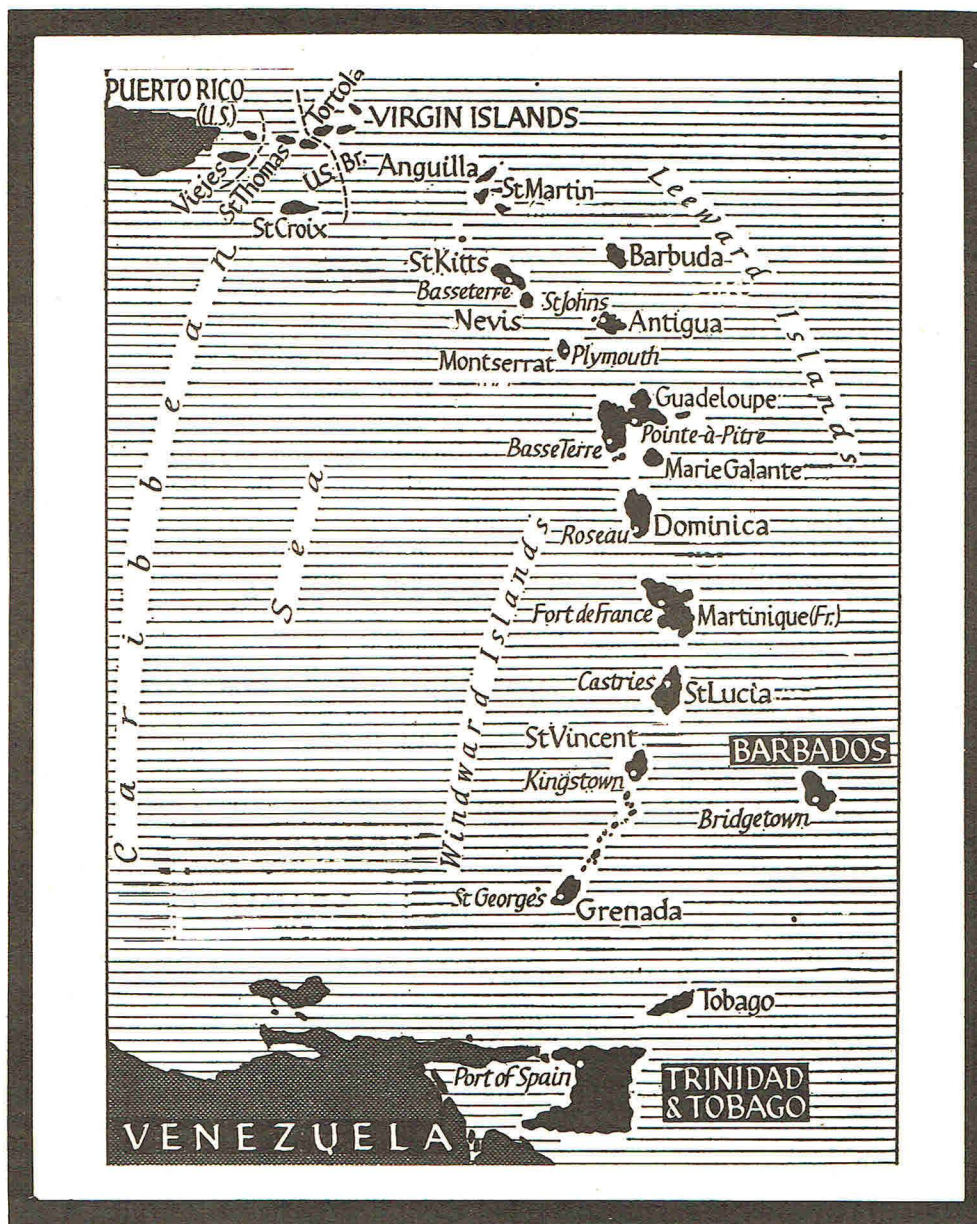 PUERTO RICO
(U.S.)
Tortola
VIRGIN ISLANDS
Viejes
St Thomas
U.S.
Br.
Anguilla
St Martin
St Croix
Leeward Islands
St Kitts
Barbuda
Basseterre
St Johns
Nevis
Antigua
Montserrat
Plymouth
Guadeloupe
Pointe-à-Pitre
Basse Terre
Marie Galante
Caribbean
Sea
Dominica
Roseau
Windward Islands
Fort de France
Martinique (Fr.)
Castries
St Lucia
St Vincent
BARBADOS
Kingstown
Bridgetown
St George's
Grenada
Tobago
Port of Spain
TRINIDAD
& TOBAGO
VENEZUELA